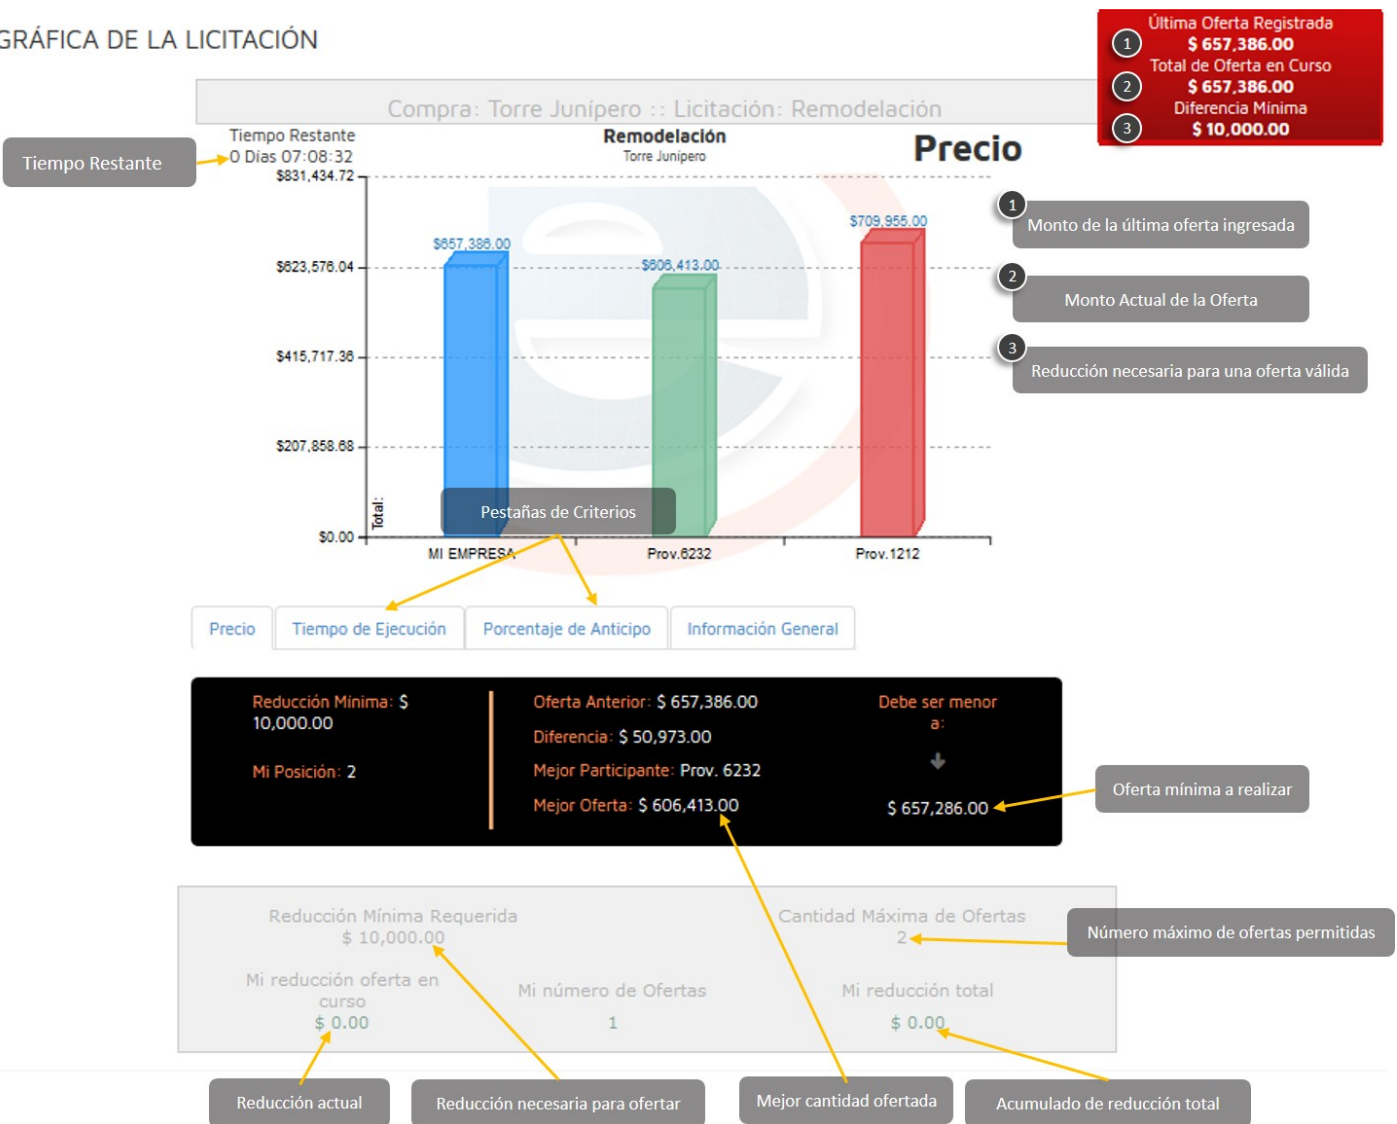 GRÁFICA DE LA LICITACIÓN
Última Oferta Registrada
1
$ 657,386.00
Total de Oferta en Curso
2
$ 657,386.00
Diferencia Mínima
3
$ 10,000.00
Compra: Torre Junípero :: Licitación: Remodelación
Tiempo Restante
Tiempo Restante
0 Días 07:08:32
Remodelación
Torre Junípero
Precio
$831,434.72
$623,576.04
$415,717.36
$207,858.68
$0.00
Total:
$657,386.00
$606,413.00
$709,955.00
1
Monto de la última oferta ingresada
2
Monto Actual de la Oferta
3
Reducción necesaria para una oferta válida
Pestañas de Criterios
MI EMPRESA
Prov.6232
Prov.1212
Precio
Tiempo de Ejecución
Porcentaje de Anticipo
Información General
Reducción Mínima: $
10,000.00
Mi Posición: 2
Oferta Anterior: $ 657,386.00
Diferencia: $ 50,973.00
Mejor Participante: Prov. 6232
Mejor Oferta: $ 606,413.00
Debe ser menor
a:
$ 657,286.00
Oferta mínima a realizar
Reducción Mínima Requerida
$ 10,000.00
Cantidad Máxima de Ofertas
2
Número máximo de ofertas permitidas
Mi reducción oferta en
curso
$ 0.00
Mi número de Ofertas
1
Mi reducción total
$ 0.00
Reducción actual
Reducción necesaria para ofertar
Mejor cantidad ofertada
Acumulado de reducción total